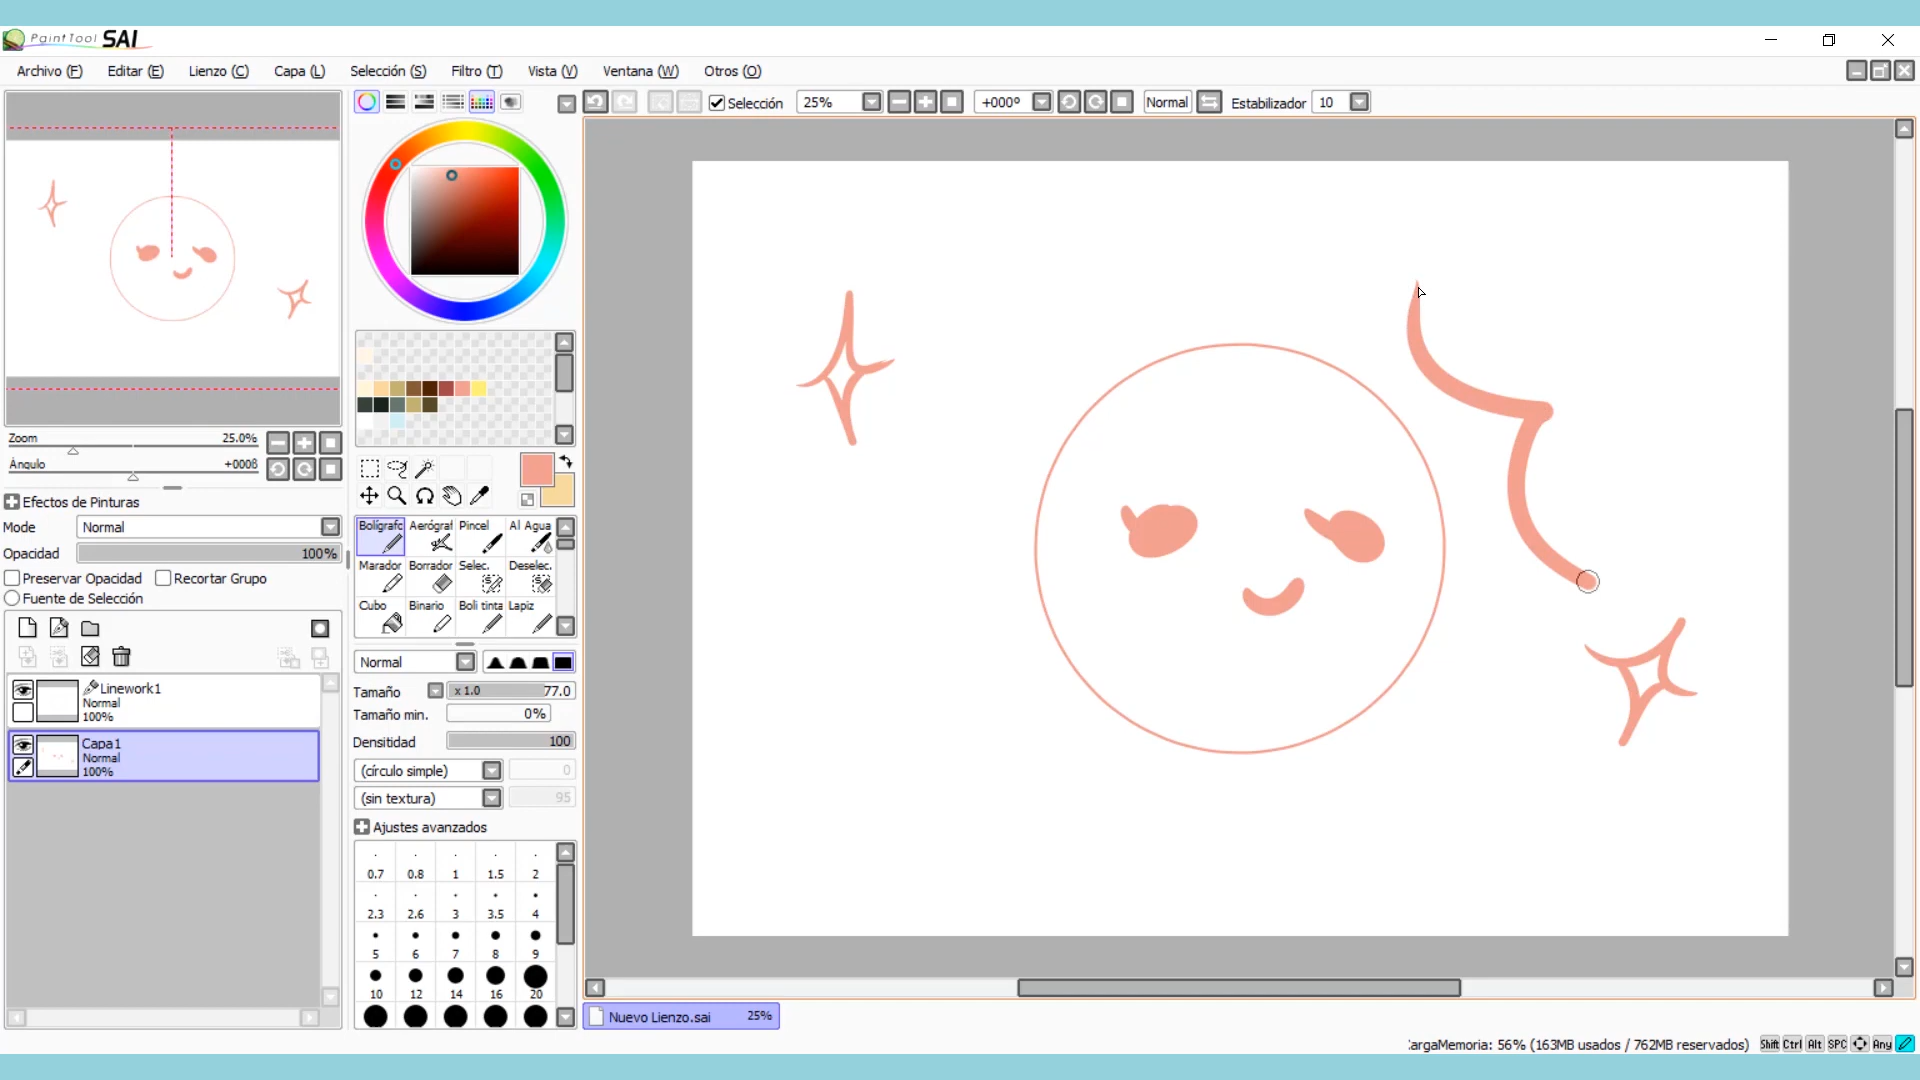 PaintTool SAI
Archivo (F) Editar (E) Lienzo (C) Capa (L) Selección (S) Filtro (T) Vista (V) Ventana (W) Otros (O)
Selección 25% +000º Normal Estabilizador 10
Zoom 25.0%
Ángulo +000ß
Efectos de Pinturas
Mode Normal
Opacidad 100%
Preservar Opacidad Recortar Grupo
Fuente de Selección
Linework1
Normal
100%
Capa1
Normal
100%
Bolígrafc Aerógraf Pincel Al Agua
Marador Borrador Selec. Deselec.
Cubo Binario Boli tinta Lapiz
Normal
Tamaño x 1.0 77.0
Tamaño min. 0%
Densitidad 100
(círculo simple) 0
(sin textura) 95
Ajustes avanzados
0.7 0.8 1 1.5 2
2.3 2.6 3 3.5 4
5 6 7 8 9
10 12 14 16 20
Nuevo Lienzo.sai 25%
argaMemoria: 56% (163MB usados / 762MB reservados) Shift Ctrl Alt SPC Any